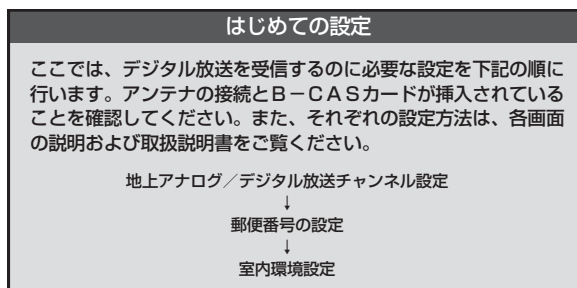 はじめての設定
ここでは、デジタル放送を受信するのに必要な設定を下記の順に
行います。アンテナの接続とB－CASカードが挿入されている
ことを確認してください。また、それぞれの設定方法は、各画面
の説明および取扱説明書をご覧ください。
地上アナログ／デジタル放送チャンネル設定
↓
郵便番号の設定
↓
室内環境設定